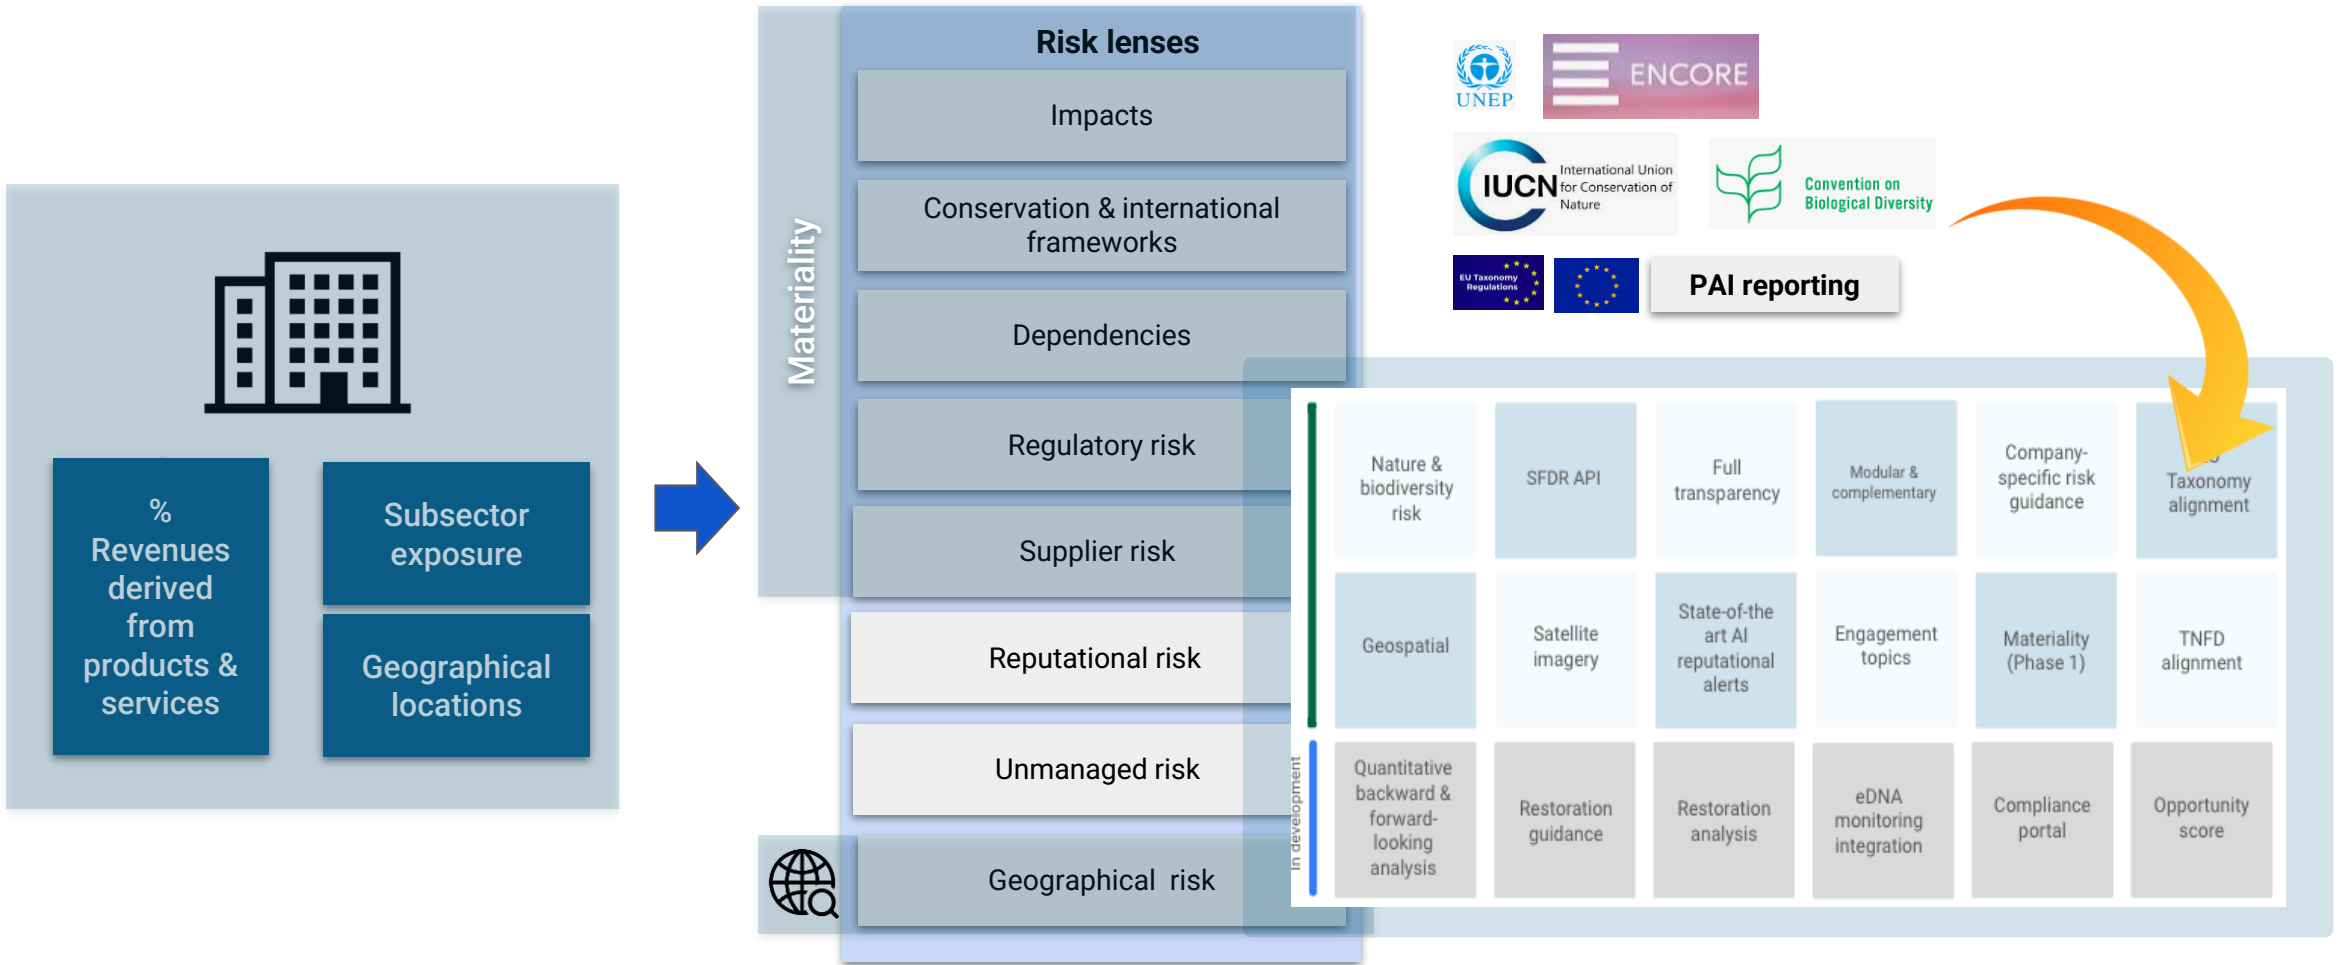 %
Revenues
derived
from
products &
services
Subsector
exposure
Geographical
locations
Materiality
Risk lenses
Impacts
Conservation & international
frameworks
Dependencies
Regulatory risk
Supplier risk
Reputational risk
Unmanaged risk
Geographical risk
UNEP
ENCORE
IUCN
International Union
for Conservation of
Nature
Convention on
Biological Diversity
EU Taxonomy
Regulations
PAI reporting
Nature &
biodiversity
risk
SFDR API
Full
transparency
Modular &
complementary
Company-
specific risk
guidance
Taxonomy
alignment
Geospatial
Satellite
imagery
State-of-the
art AI
reputational
alerts
Engagement
topics
Materiality
(Phase 1)
TNFD
alignment
In development
Quantitative
backward &
forward-
looking
analysis
Restoration
guidance
Restoration
analysis
eDNA
monitoring
integration
Compliance
portal
Opportunity
score